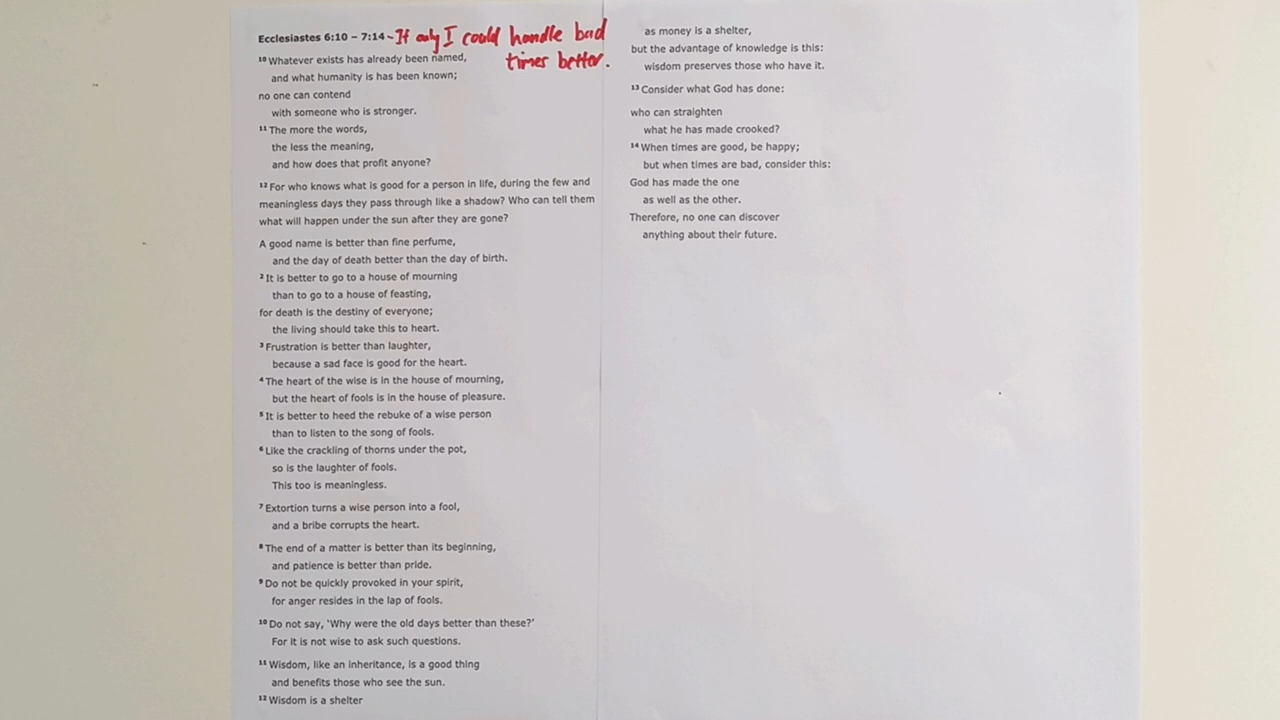 Ecclesiastes 6:10 – 7:14 - If only I could handle bad
times better.
¹⁰ Whatever exists has already been named,
and what humanity is has been known;
no one can contend
with someone who is stronger.
¹¹ The more the words,
the less the meaning,
and how does that profit anyone?
¹² For who knows what is good for a person in life, during the few and
meaningless days they pass through like a shadow? Who can tell them
what will happen under the sun after they are gone?
A good name is better than fine perfume,
and the day of death better than the day of birth.
² It is better to go to a house of mourning
than to go to a house of feasting,
for death is the destiny of everyone;
the living should take this to heart.
³ Frustration is better than laughter,
because a sad face is good for the heart.
⁴ The heart of the wise is in the house of mourning,
but the heart of fools is in the house of pleasure.
⁵ It is better to heed the rebuke of a wise person
than to listen to the song of fools.
⁶ Like the crackling of thorns under the pot,
so is the laughter of fools.
This too is meaningless.
⁷ Extortion turns a wise person into a fool,
and a bribe corrupts the heart.
⁸ The end of a matter is better than its beginning,
and patience is better than pride.
⁹ Do not be quickly provoked in your spirit,
for anger resides in the lap of fools.
¹⁰ Do not say, ‘Why were the old days better than these?’
For it is not wise to ask such questions.
¹¹ Wisdom, like an inheritance, is a good thing
and benefits those who see the sun.
¹² Wisdom is a shelter
as money is a shelter,
but the advantage of knowledge is this:
wisdom preserves those who have it.
¹³ Consider what God has done:
who can straighten
what he has made crooked?
¹⁴ When times are good, be happy;
but when times are bad, consider this:
God has made the one
as well as the other.
Therefore, no one can discover
anything about their future.